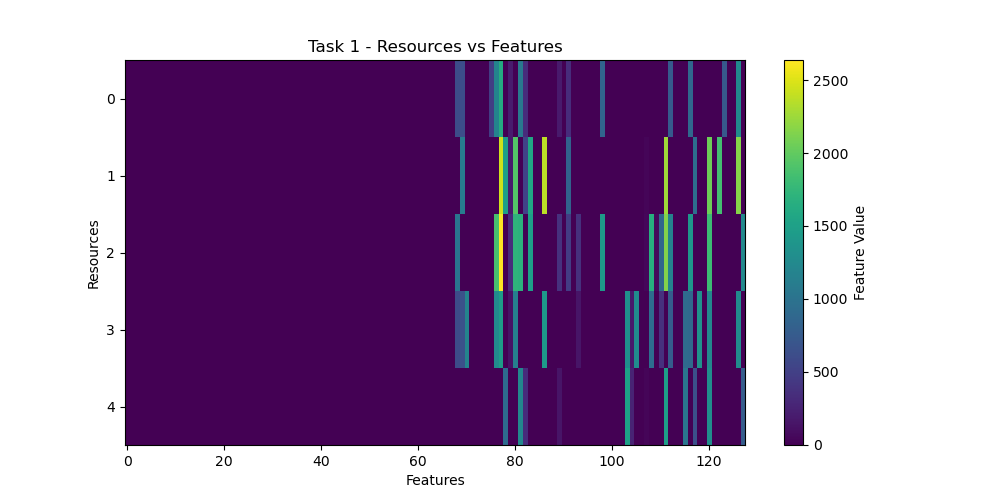 Task 1 - Resources vs Features
Resources
0
1
2
3
4
0 20 40 60 80 100 120
Features
2500
2000
1500
1000
500
0
Feature Value